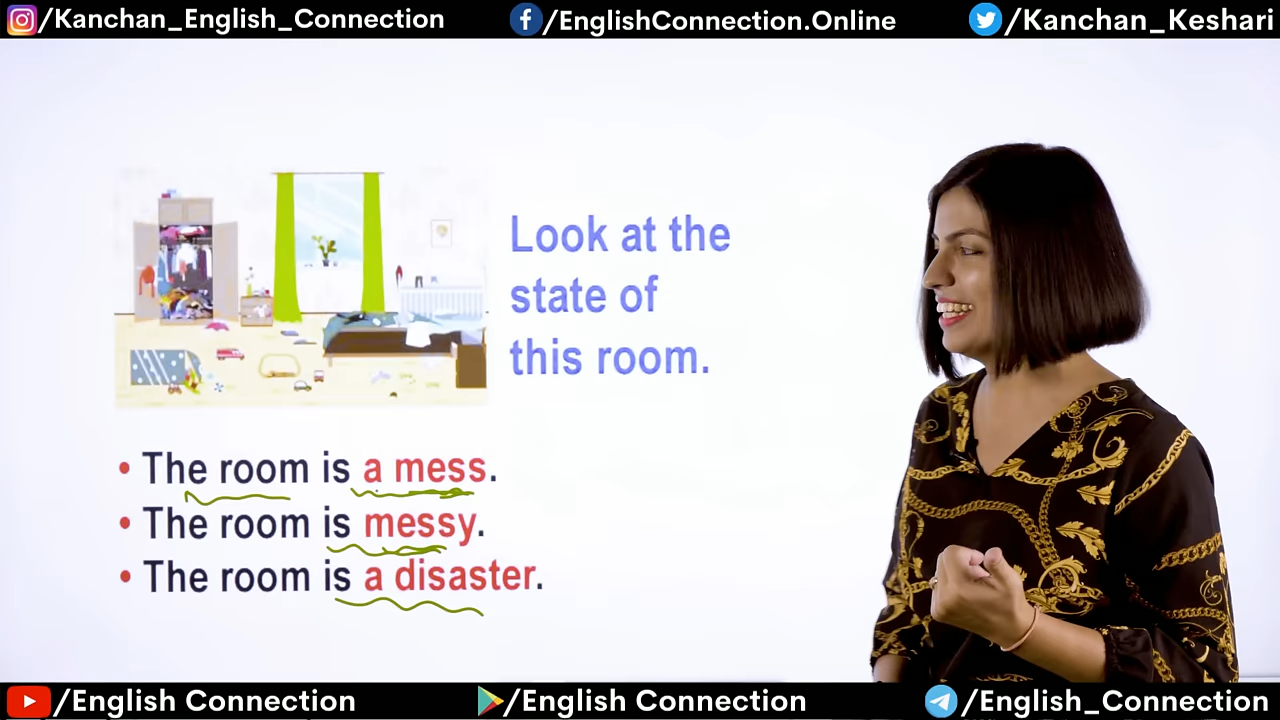 /Kanchan_English_Connection /EnglishConnection.Online /Kanchan_Keshari
Look at the
state of
this room.
• The room is a mess.
• The room is messy.
• The room is a disaster.
/English Connection /English Connection /English_Connection